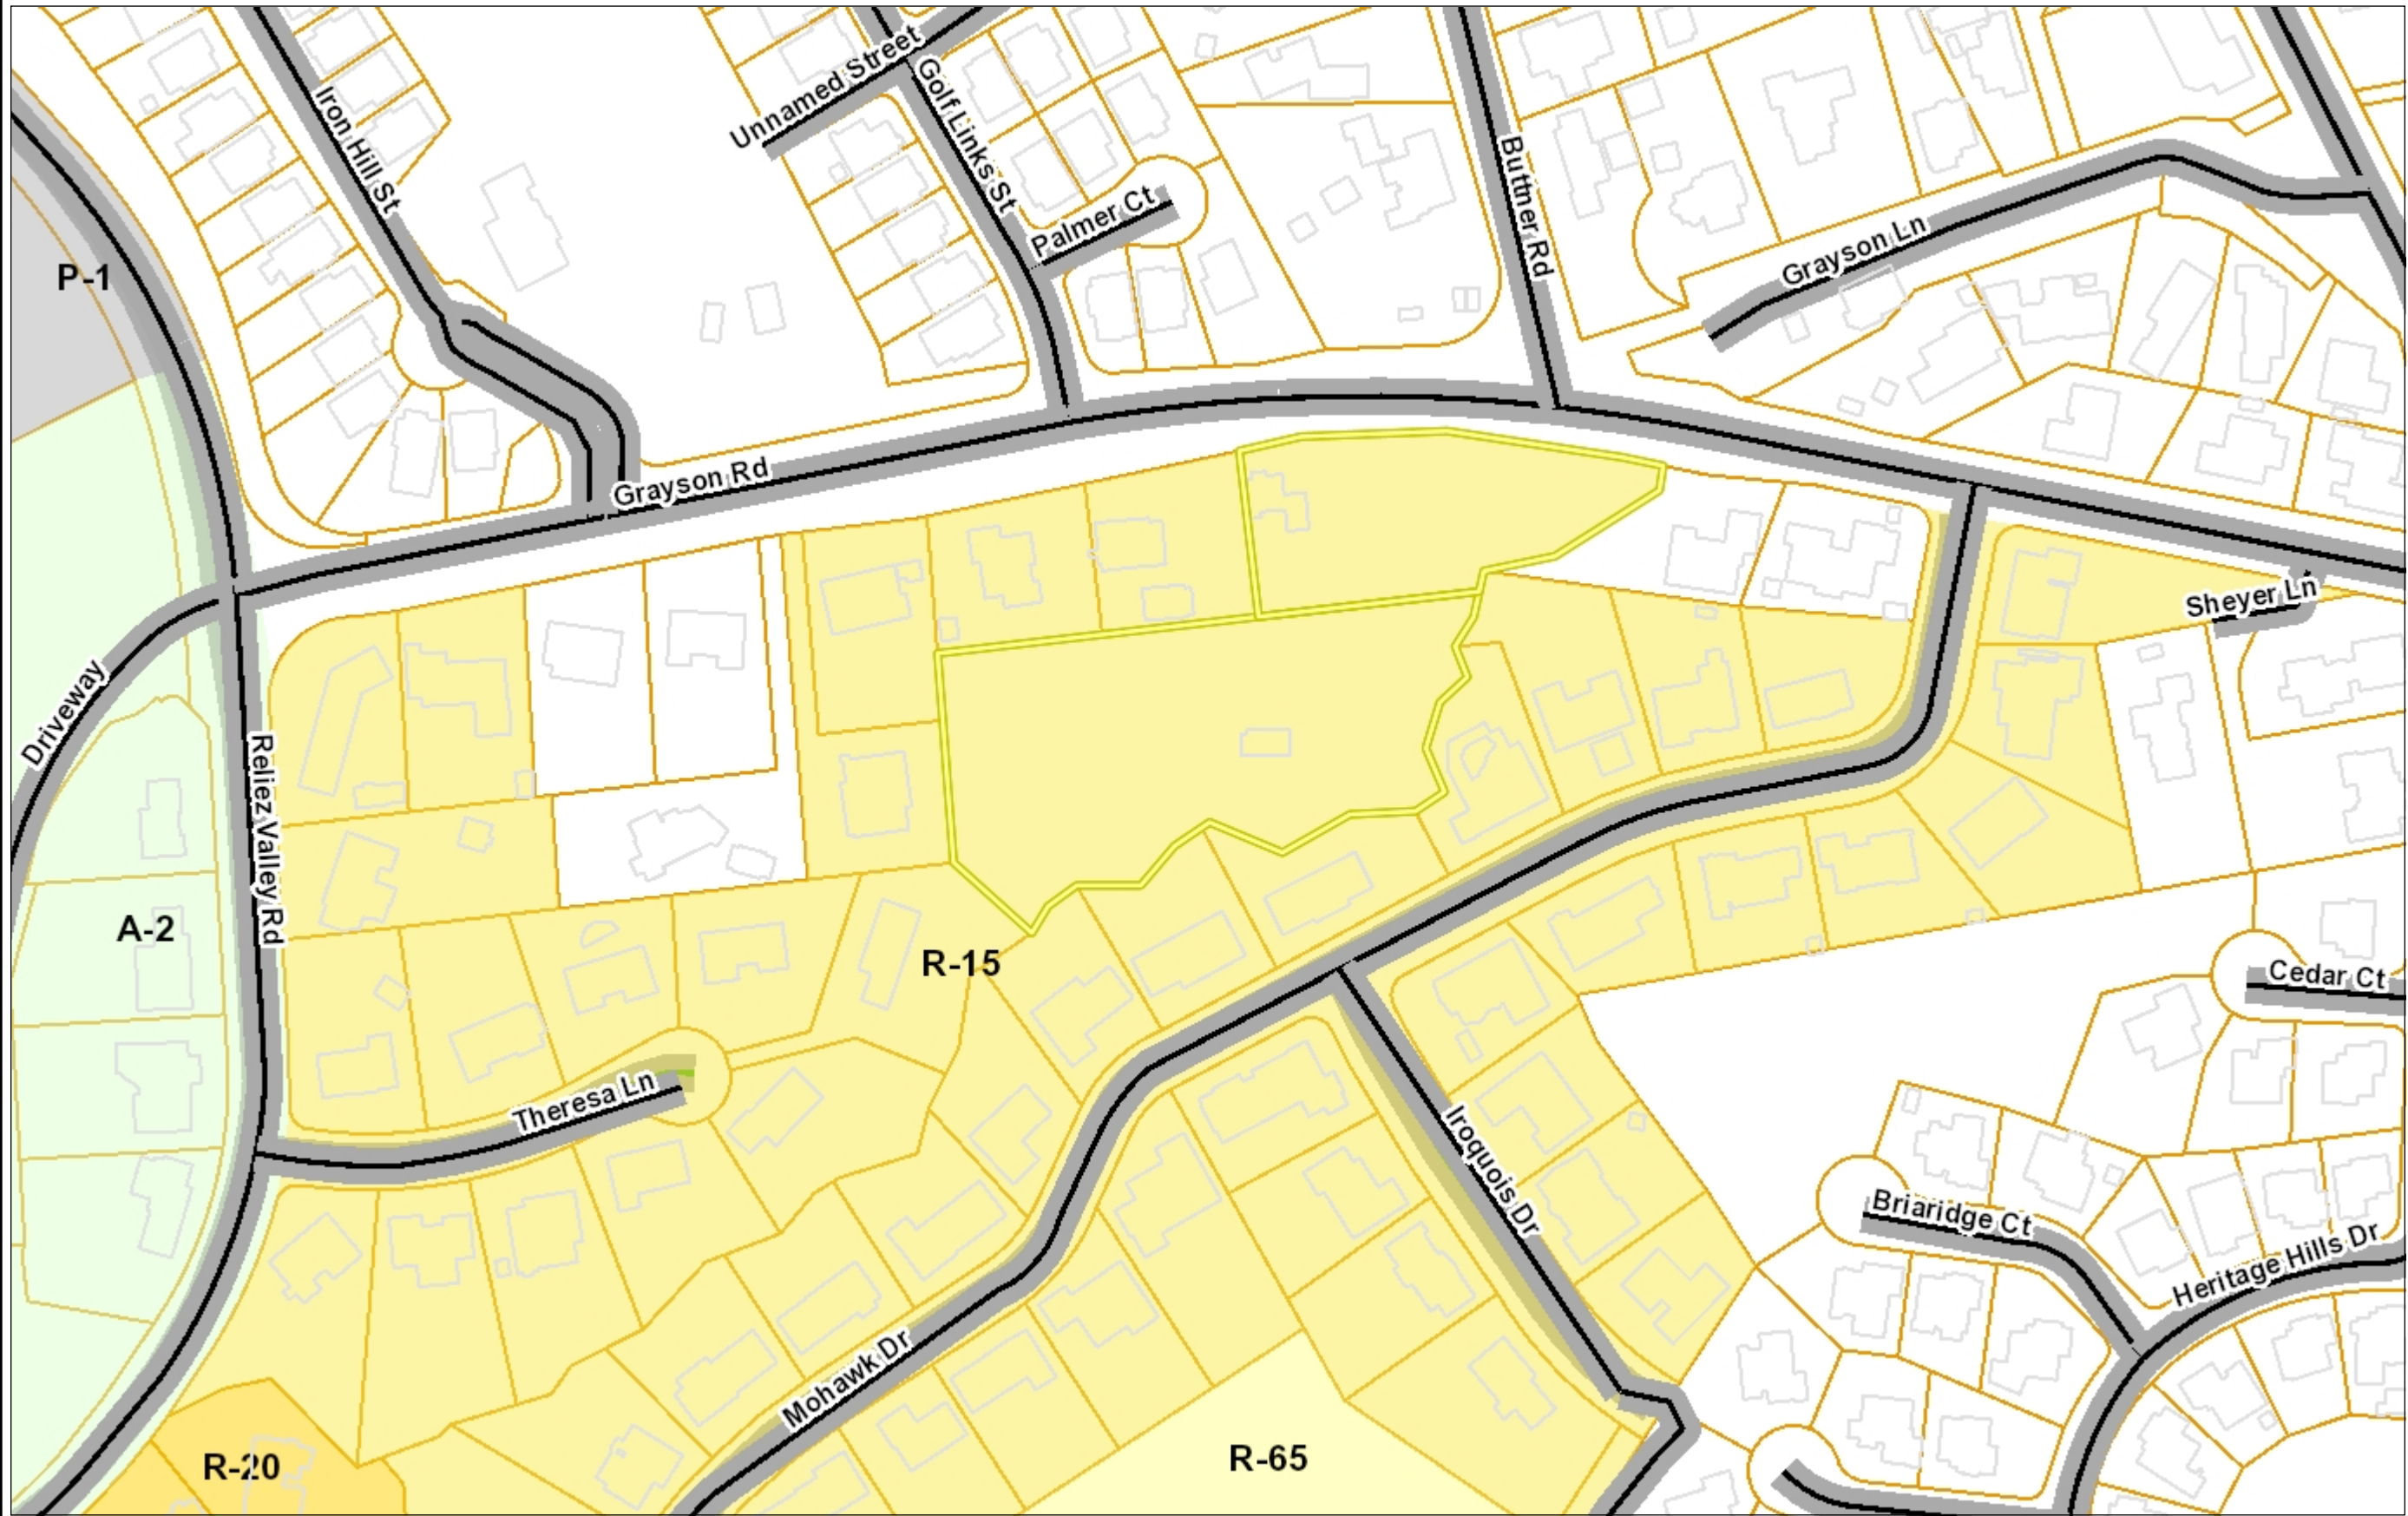 Unnamed Street
Golf Links St
Iron Hill St
Buttner Rd
Palmer Ct
Grayson Ln
P-1
Grayson Rd
Sheyer Ln
Driveway
Reliez Valley Rd
A-2
R-15
Cedar Ct
Theresa Ln
Iroquois Dr
Briaridge Ct
Heritage Hills Dr
Mohawk Dr
R-20
R-65